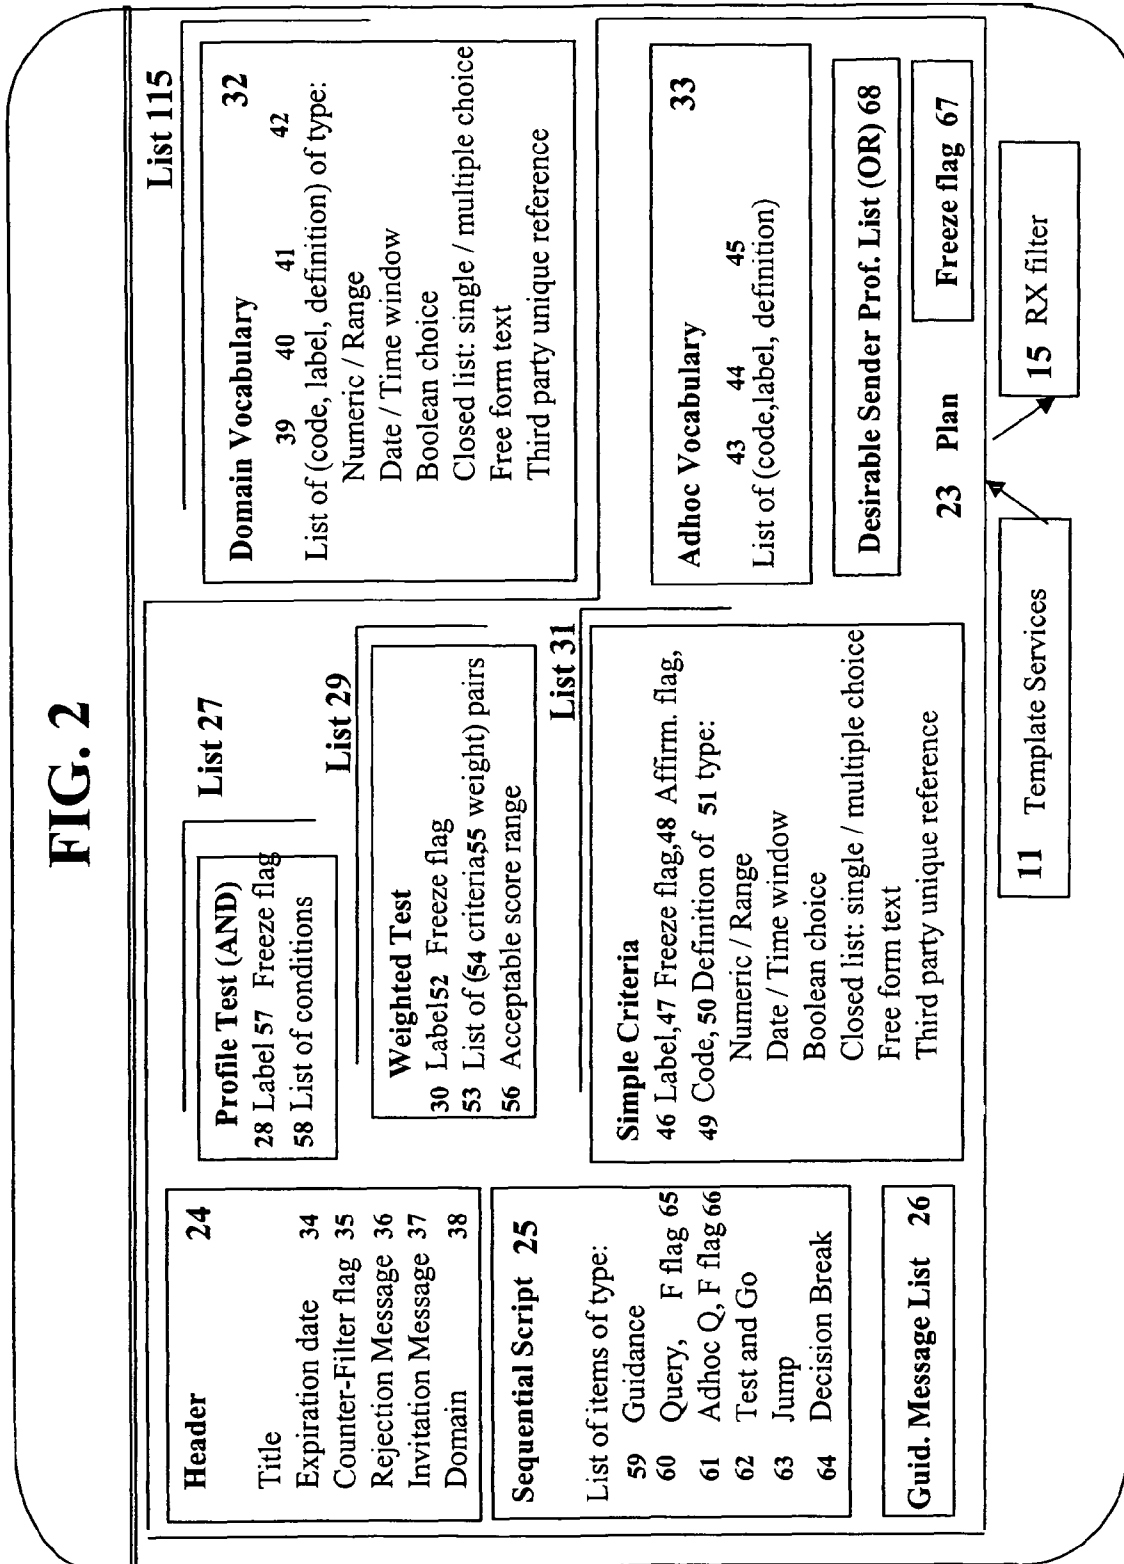 FIG. 2
Header 24
Title
Expiration date 34
Counter-Filter flag 35
Rejection Message 36
Invitation Message 37
Domain 38
Sequential Script 25
List of items of type:
59 Guidance
60 Query, F flag 65
61 Adhoc Q, F flag 66
62 Test and Go
63 Jump
64 Decision Break
Guid. Message List 26
List 27
Profile Test (AND)
28 Label 57 Freeze flag
58 List of conditions
List 29
Weighted Test
30 Label52 Freeze flag
53 List of (54 criteria,55 weight) pairs
56 Acceptable score range
List 31
Simple Criteria
46 Label,47 Freeze flag,48 Affirm. flag,
49 Code, 50 Definition of 51 type:
Numeric / Range
Date / Time window
Boolean choice
Closed list: single / multiple choice
Free form text
Third party unique reference
List 115
Domain Vocabulary 32
39 40 41 42
List of (code, label, definition) of type:
Numeric / Range
Date / Time window
Boolean choice
Closed list: single / multiple choice
Free form text
Third party unique reference
Adhoc Vocabulary 33
43 44 45
List of (code,label, definition)
Desirable Sender Prof. List (OR) 68
23 Plan
Freeze flag 67
11 Template Services
15 RX filter